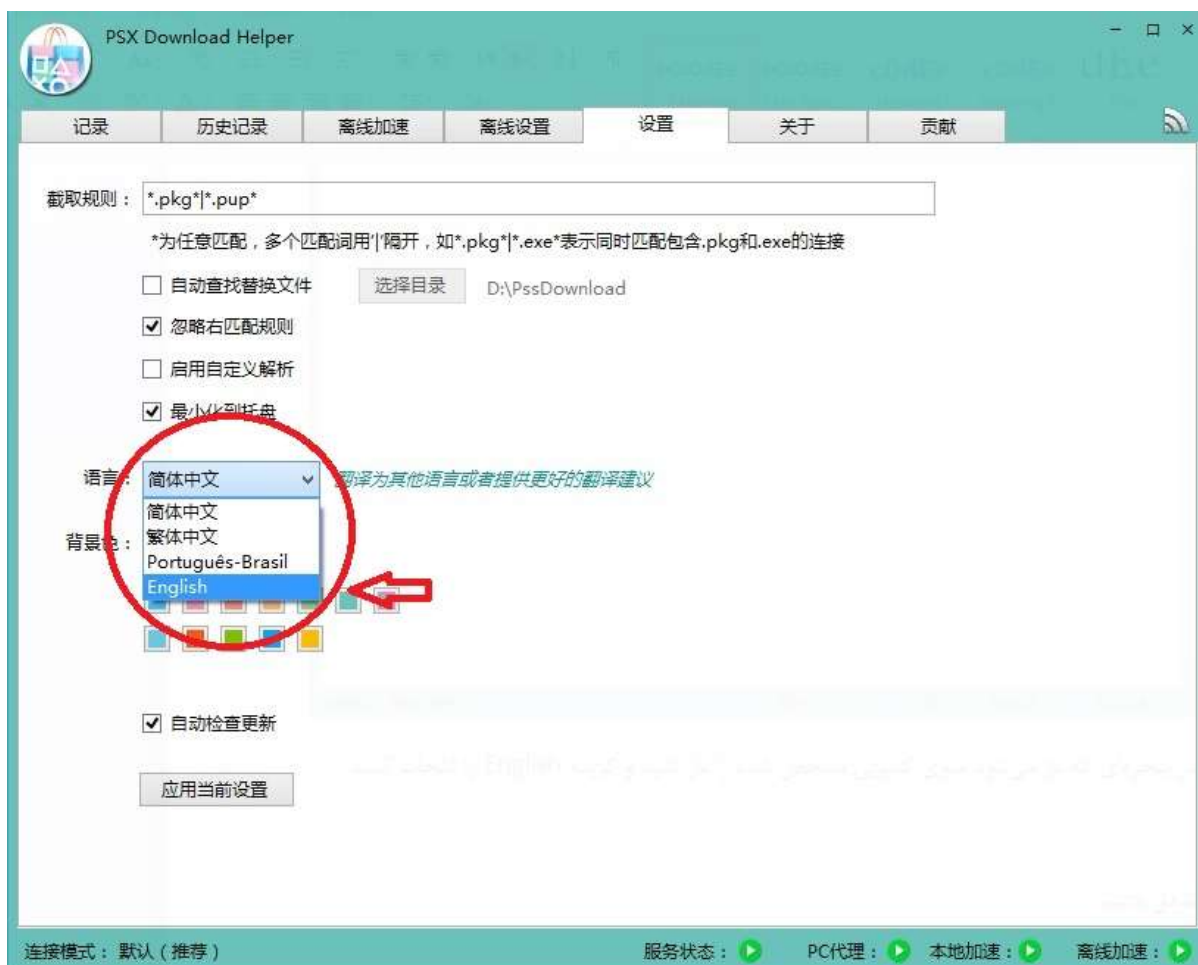 PSX Download Helper
记录 历史记录 离线加速 离线设置 设置 关于 贡献
截取规则： *.pkg*|*.pup*
*为任意匹配，多个匹配词用'|'隔开，如*.pkg*|*.exe*表示同时匹配包含.pkg和.exe的连接
自动查找替换文件 选择目录 D:\PssDownload
忽略右匹配规则
启用自定义解析
最小化到托盘
语言： 简体中文 翻译为其他语言或者提供更好的翻译建议
简体中文
繁体中文
背景色：
Português-Brasil
English
自动检查更新
应用当前设置
连接模式：默认（推荐） 服务状态： PC代理： 本地加速： 离线加速：